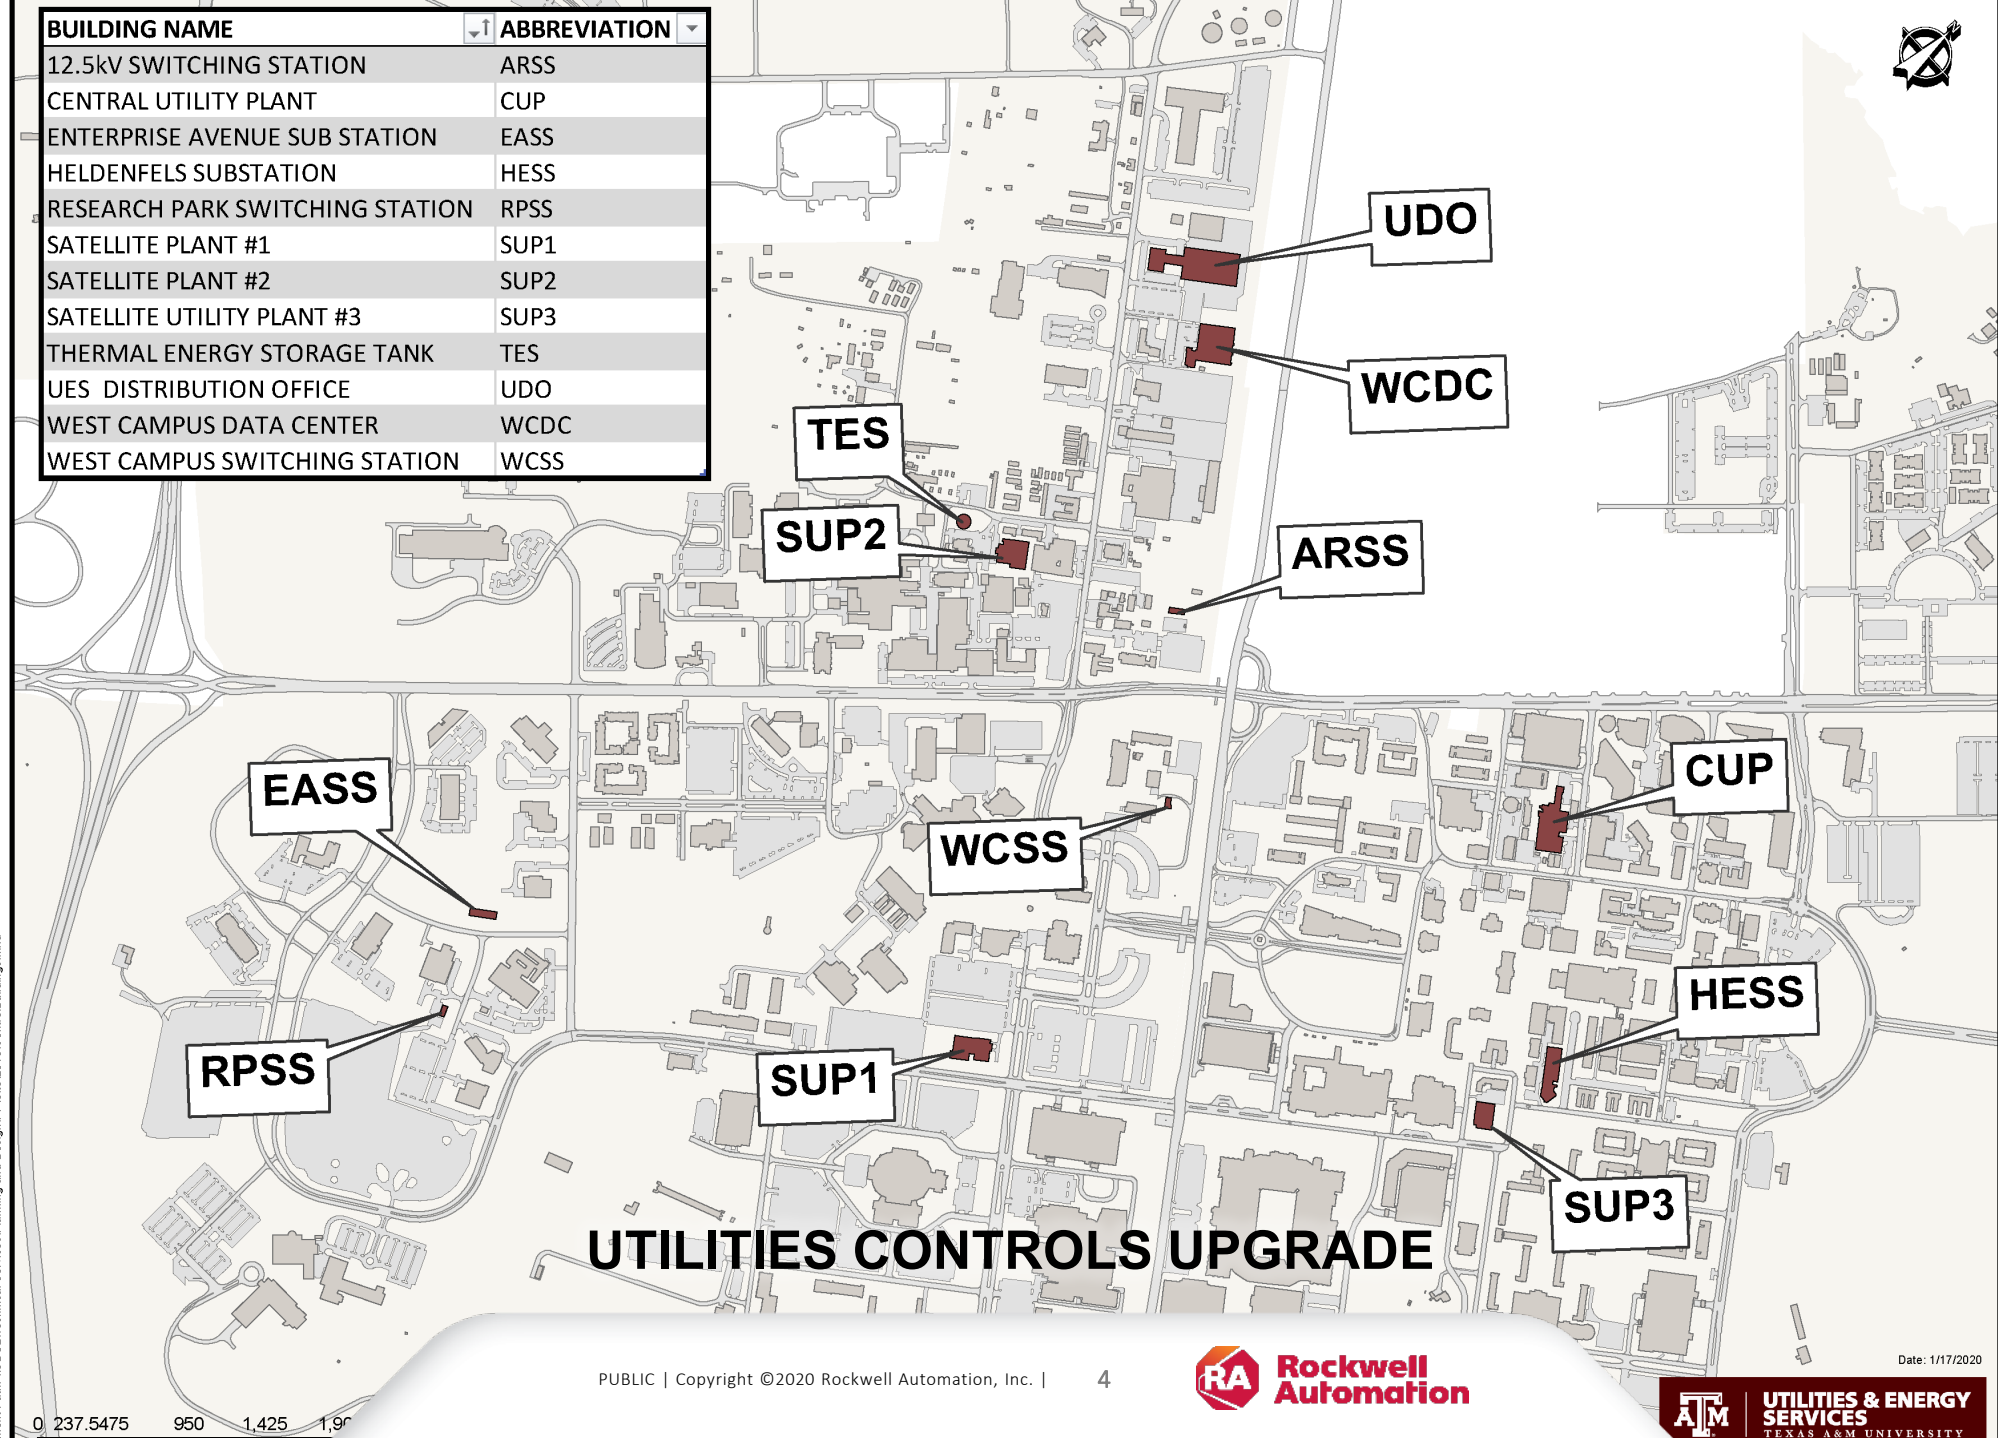 BUILDING NAME ABBREVIATION
12.5kV SWITCHING STATION ARSS
CENTRAL UTILITY PLANT CUP
ENTERPRISE AVENUE SUB STATION EASS
HELDENFELS SUBSTATION HESS
RESEARCH PARK SWITCHING STATION RPSS
SATELLITE PLANT #1 SUP1
SATELLITE PLANT #2 SUP2
SATELLITE UTILITY PLANT #3 SUP3
THERMAL ENERGY STORAGE TANK TES
UES  DISTRIBUTION OFFICE UDO
WEST CAMPUS DATA CENTER WCDC
WEST CAMPUS SWITCHING STATION WCSS
UDO
WCDC
TES
SUP2
ARSS
EASS
CUP
WCSS
HESS
RPSS
SUP1
SUP3
UTILITIES CONTROLS UPGRADE
Date: 1/17/2020
PUBLIC | Copyright ©2020 Rockwell Automation, Inc. | 4
RA Rockwell
Automation
0 237.5475 950 1,425
ATM UTILITIES & ENERGY
SERVICES
TEXAS A&M UNIVERSITY